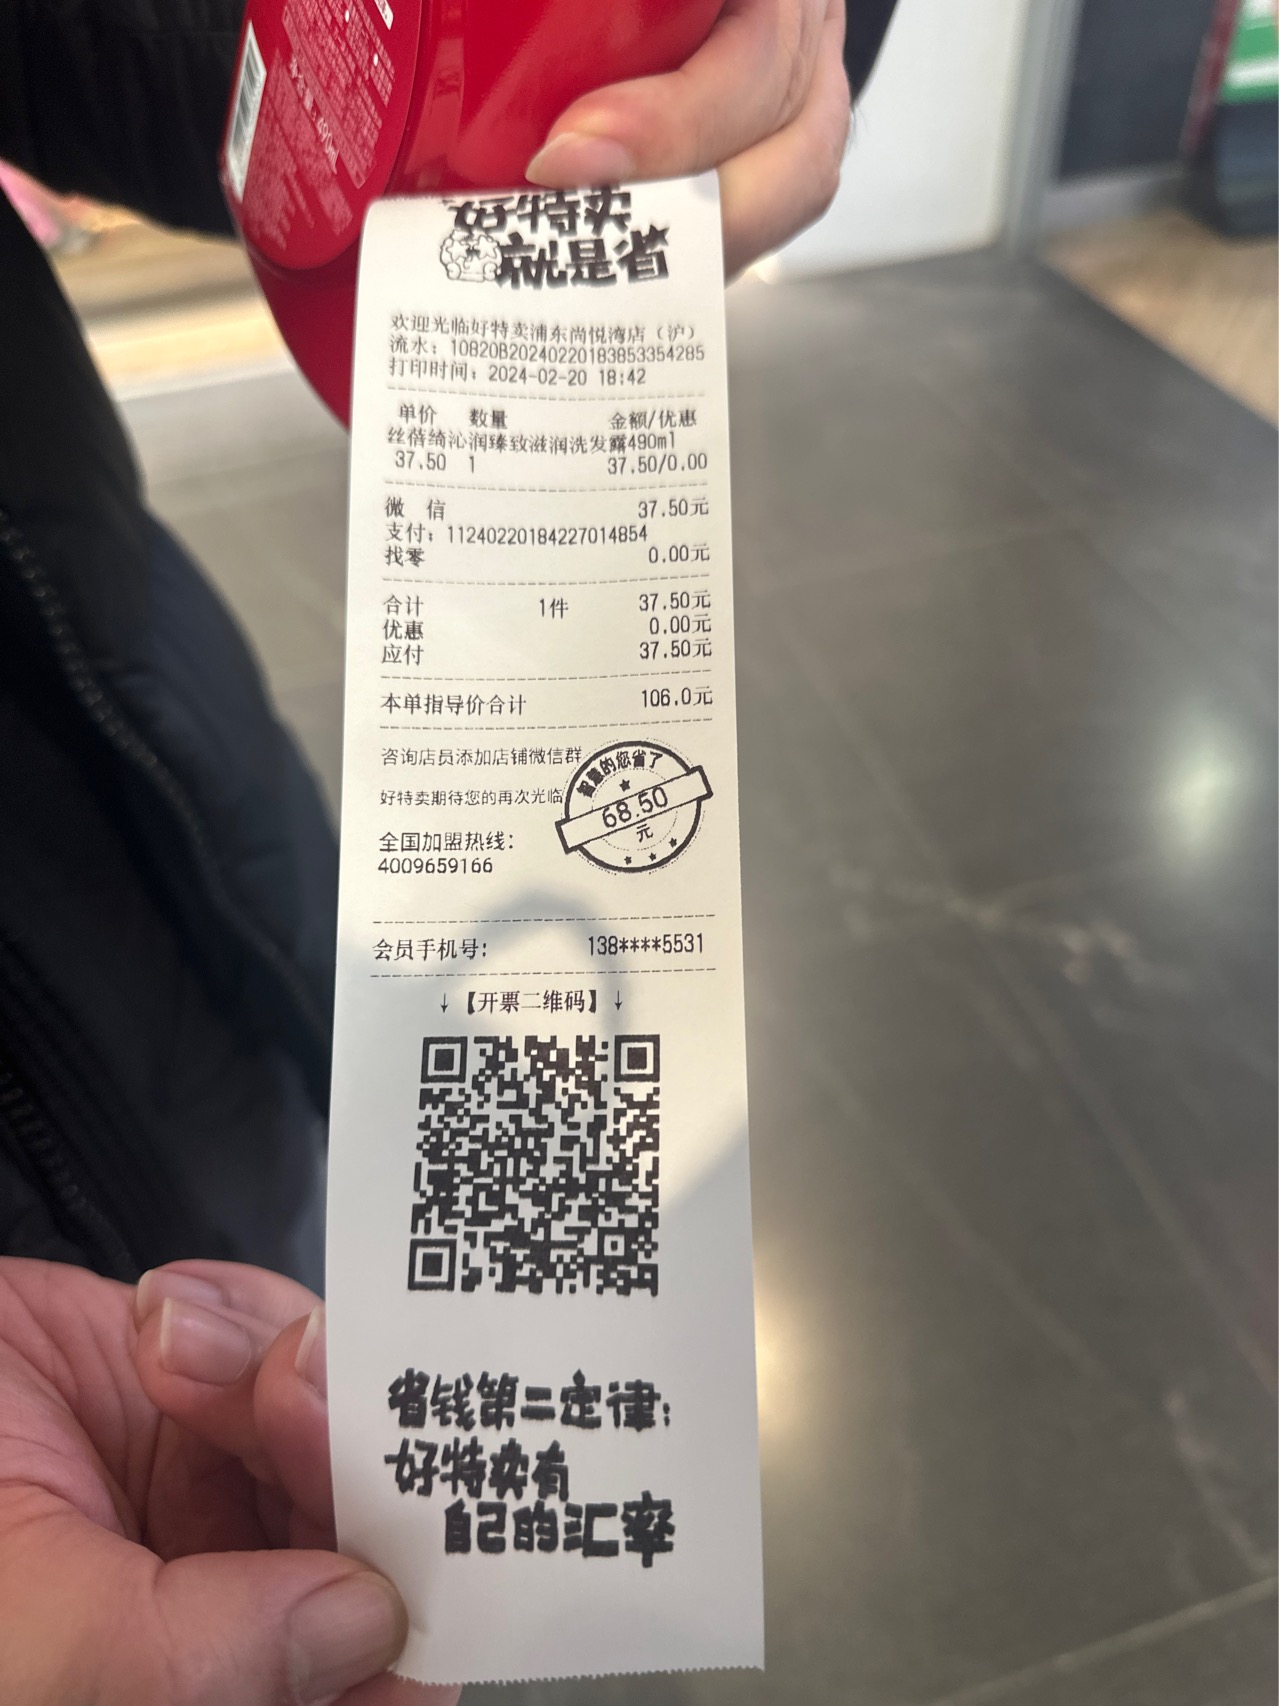 净含量:490ml
好特卖
就是省
欢迎光临好特卖浦东尚悦湾店（沪）
流水：10B20B20240220183853354285
打印时间：2024-02-20 18:42
单价 数量 金额/优惠
丝蓓绮沁润臻致滋润洗发露490ml
37.50 1 37.50/0.00
微 信 37.50元
支付：11240220184227014854
找零 0.00元
合计 1件 37.50元
优惠 0.00元
应付 37.50元
本单指导价合计 106.0元
咨询店员添加店铺微信群
好特卖期待您的再次光临
智慧的您省了
68.50
元
全国加盟热线：
4009659166
会员手机号： 138****5531
↓【开票二维码】↓
省钱第二定律：
好特卖有
自己的汇率